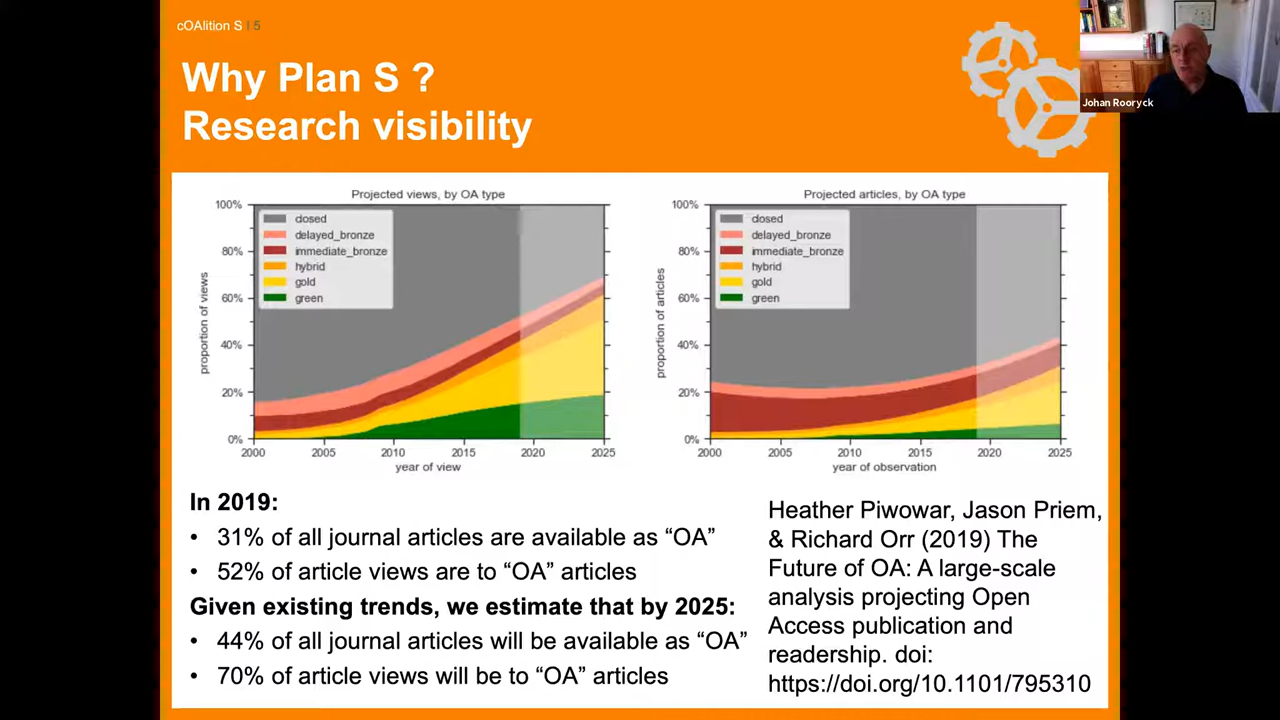 cOAlition S I 5
Why Plan S ?
Research visibility
Johan Rooryck
Projected views, by OA type
100%
80%
60%
40%
20%
0%
proportion of views
closed
delayed_bronze
immediate_bronze
hybrid
gold
green
2000 2005 2010 2015 2020 2025
year of view
Projected articles, by OA type
100%
80%
60%
40%
20%
0%
proportion of articles
closed
delayed_bronze
immediate_bronze
hybrid
gold
green
2000 2005 2010 2015 2020 2025
year of observation
In 2019:
• 31% of all journal articles are available as “OA”
• 52% of article views are to “OA” articles
Given existing trends, we estimate that by 2025:
• 44% of all journal articles will be available as “OA”
• 70% of article views will be to “OA” articles
Heather Piwowar, Jason Priem,
& Richard Orr (2019) The
Future of OA: A large-scale
analysis projecting Open
Access publication and
readership. doi:
https://doi.org/10.1101/795310